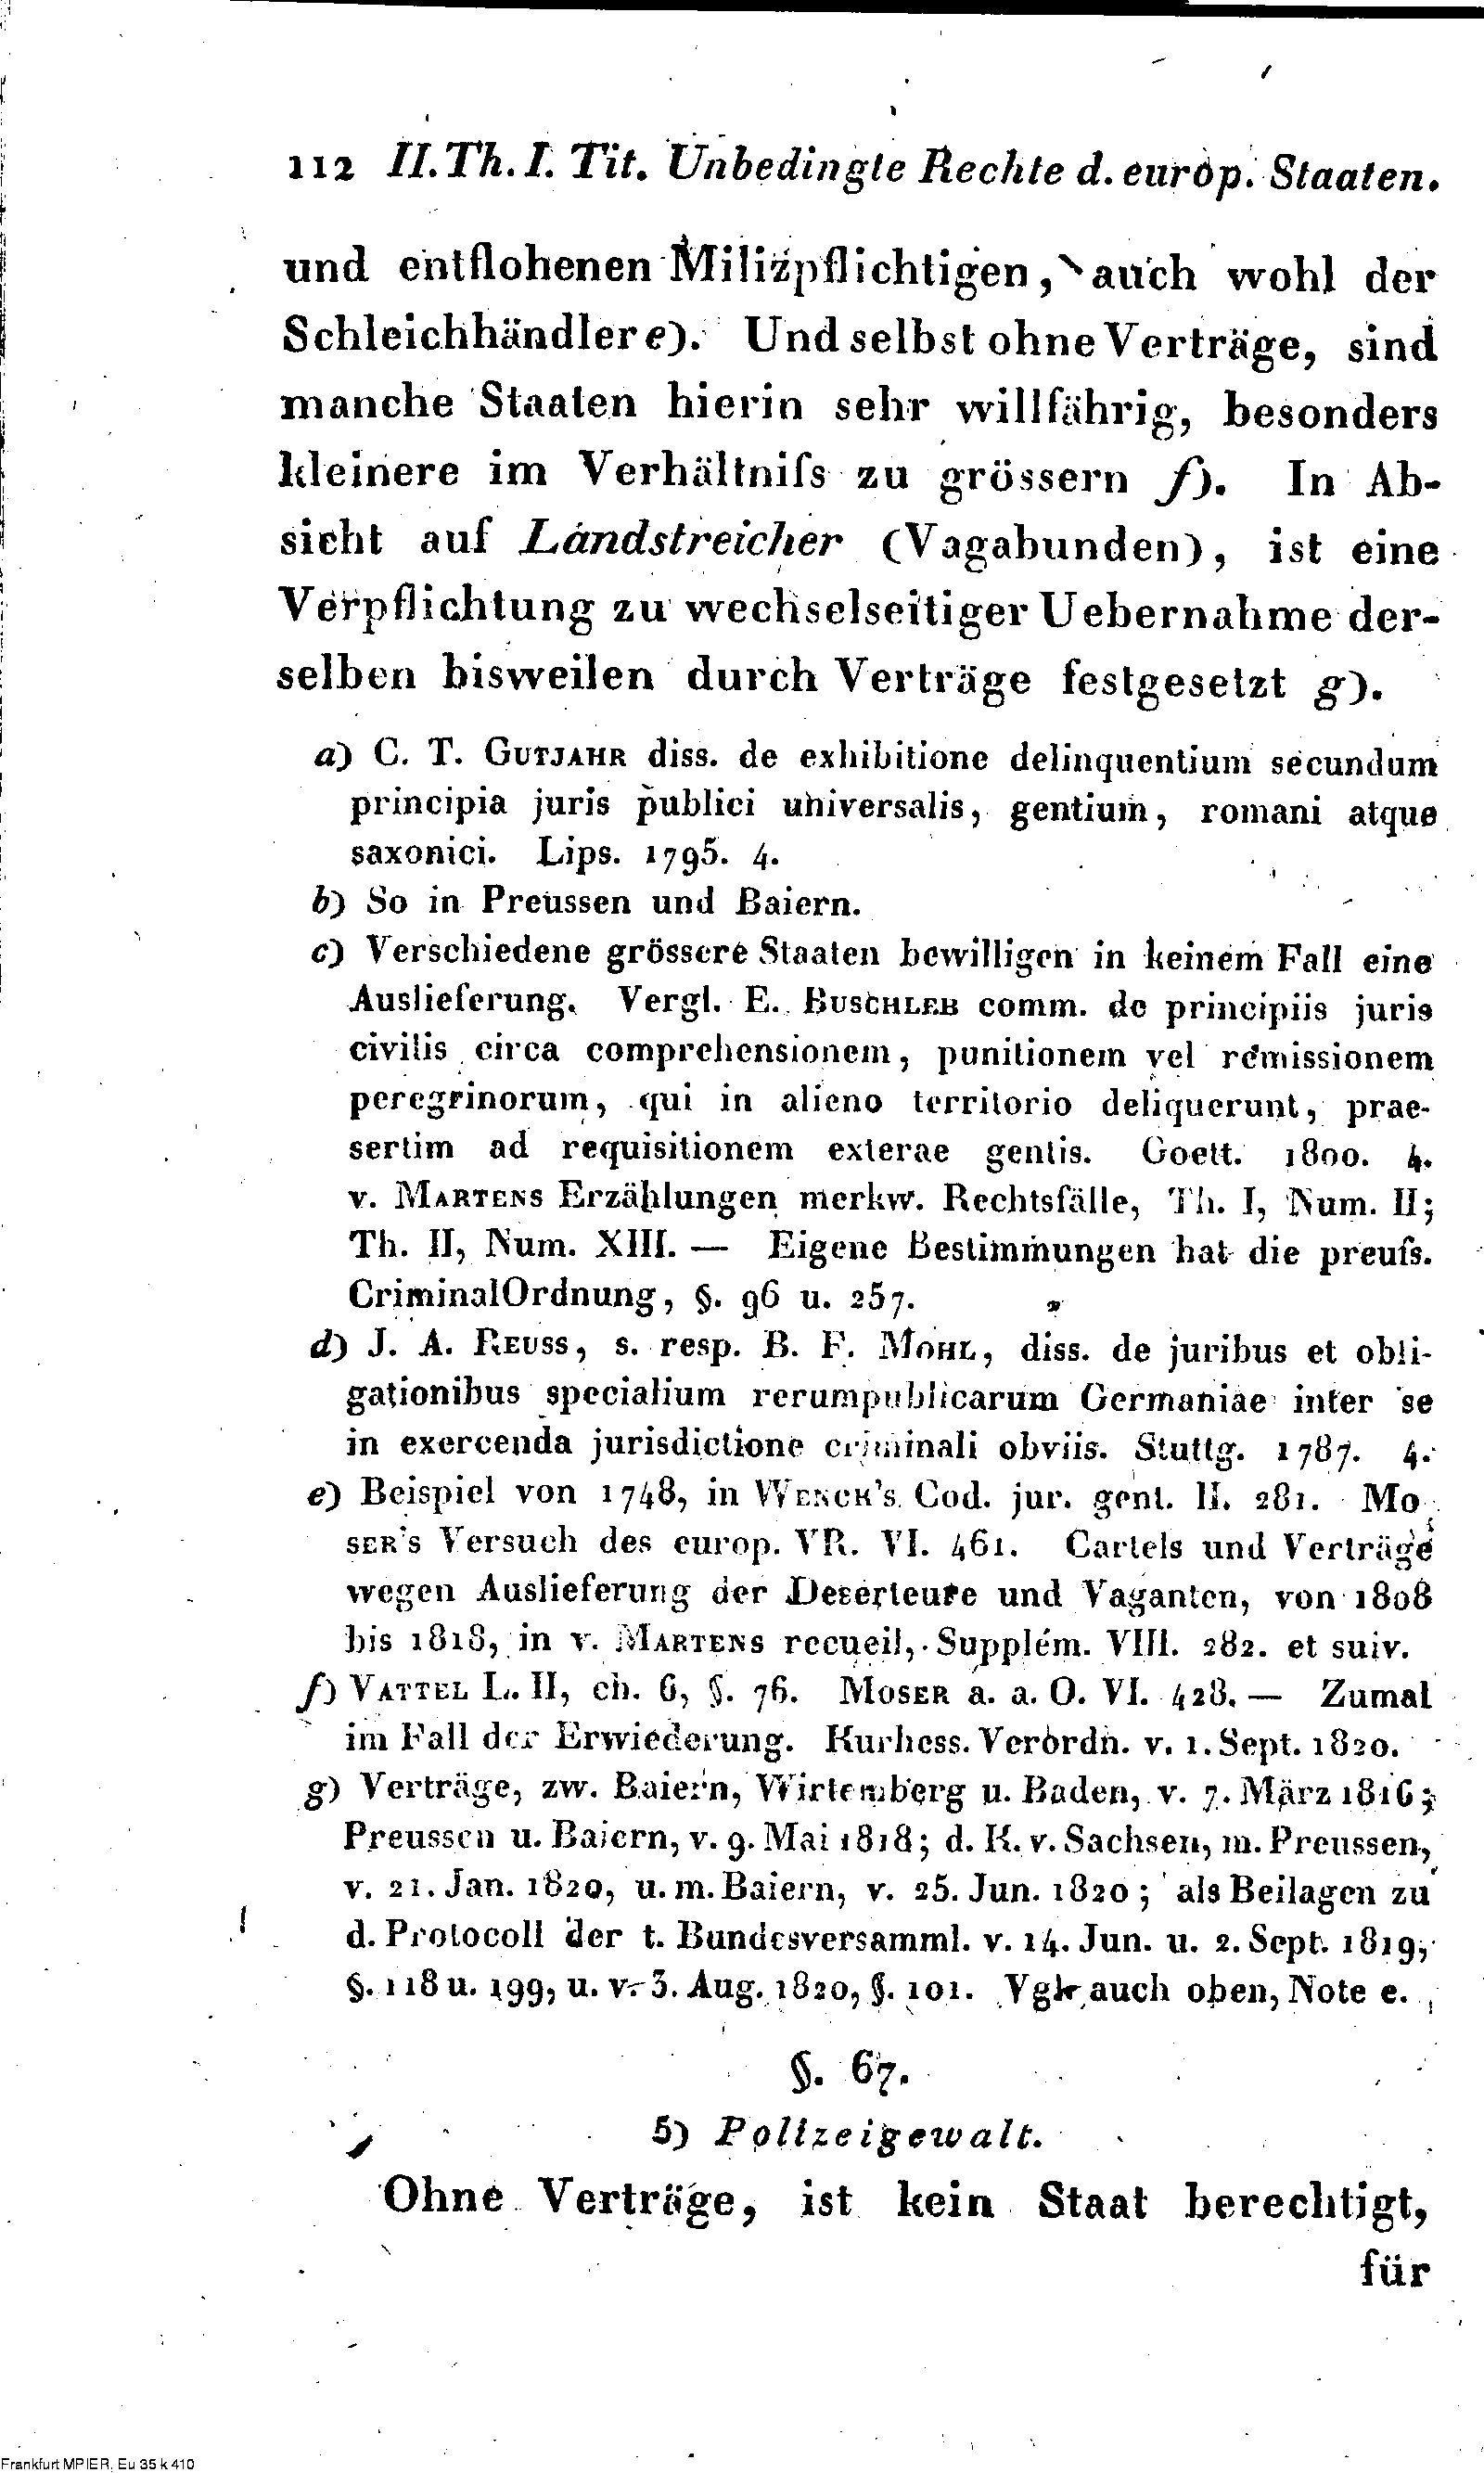 112 II. Th. I. Tit. Unbedingte Rechte d. europ. Staaten.
und entflohenen Milizpflichtigen, auch wohl der
Schleichhändler e). Und selbst ohne Verträge, sind
manche Staaten hierin sehr willfährig, besonders
kleinere im Verhältniſs zu grössern f). In Ab-
sicht auf Landstreicher (Vagabunden), ist eine
Verpflichtung zu wechselseitiger Uebernahme der-
selben bisweilen durch Verträge festgesetzt g).
a) C. T. GUTJAHR diss. de exhibitione delinquentium secundum
principia juris publici universalis, gentium, romani atque
saxonici. Lips. 1795. 4.
b) So in Preussen und Baiern.
c) Verschiedene grössere Staaten bewilligen in keinem Fall eine
Auslieferung. Vergl. E. BUSCHLEB comm. de principiis juris
civilis circa comprehensionem, punitionem vel remissionem
peregrinorum, qui in alieno territorio deliquerunt, prae-
sertim ad requisitionem exterae gentis. Goett. 1800. 4.
v. MARTENS Erzählungen merkw. Rechtsfälle, Th. I, Num. II;
Th. II, Num. XIII. — Eigene Bestimmungen hat die preuſs.
CriminalOrdnung, §. 96 u. 257.
d) J. A. REUSS, s. resp. B. F. MOHL, diss. de juribus et obli-
gationibus specialium rerumpublicarum Germaniae inter se
in exercenda jurisdictione criminali obviis. Stuttg. 1787. 4.
e) Beispiel von 1748, in WENCK's Cod. jur. gent. II. 281. Mo
SER's Versuch des europ. VR. VI. 461. Cartels und Verträge
wegen Auslieferung der Deserteure und Vaganten, von 1808
bis 1818, in v. MARTENS recueil, Supplém. VIII. 282. et suiv.
f) VATTEL L. II, ch. 6, §. 76. MOSER a. a. O. VI. 428. — Zumal
im Fall der Erwiederung. Kurhess. Verordn. v. 1. Sept. 1820.
g) Verträge, zw. Baiern, Wirtemberg u. Baden, v. 7. März 1816;
Preussen u. Baiern, v. 9. Mai 1818; d. K. v. Sachsen, m. Preussen,
v. 21. Jan. 1820, u. m. Baiern, v. 25. Jun. 1820; als Beilagen zu
d. Protocoll der t. Bundesversamml. v. 14. Jun. u. 2. Sept. 1819,
§. 118 u. 199, u. v. 3. Aug. 1820, §. 101. Vgl. auch oben, Note e.
§. 67.
5) Polizeigewalt.
Ohne Verträge, ist kein Staat berechtigt,
für
Frankfurt MPIER, Eu 35 k 410